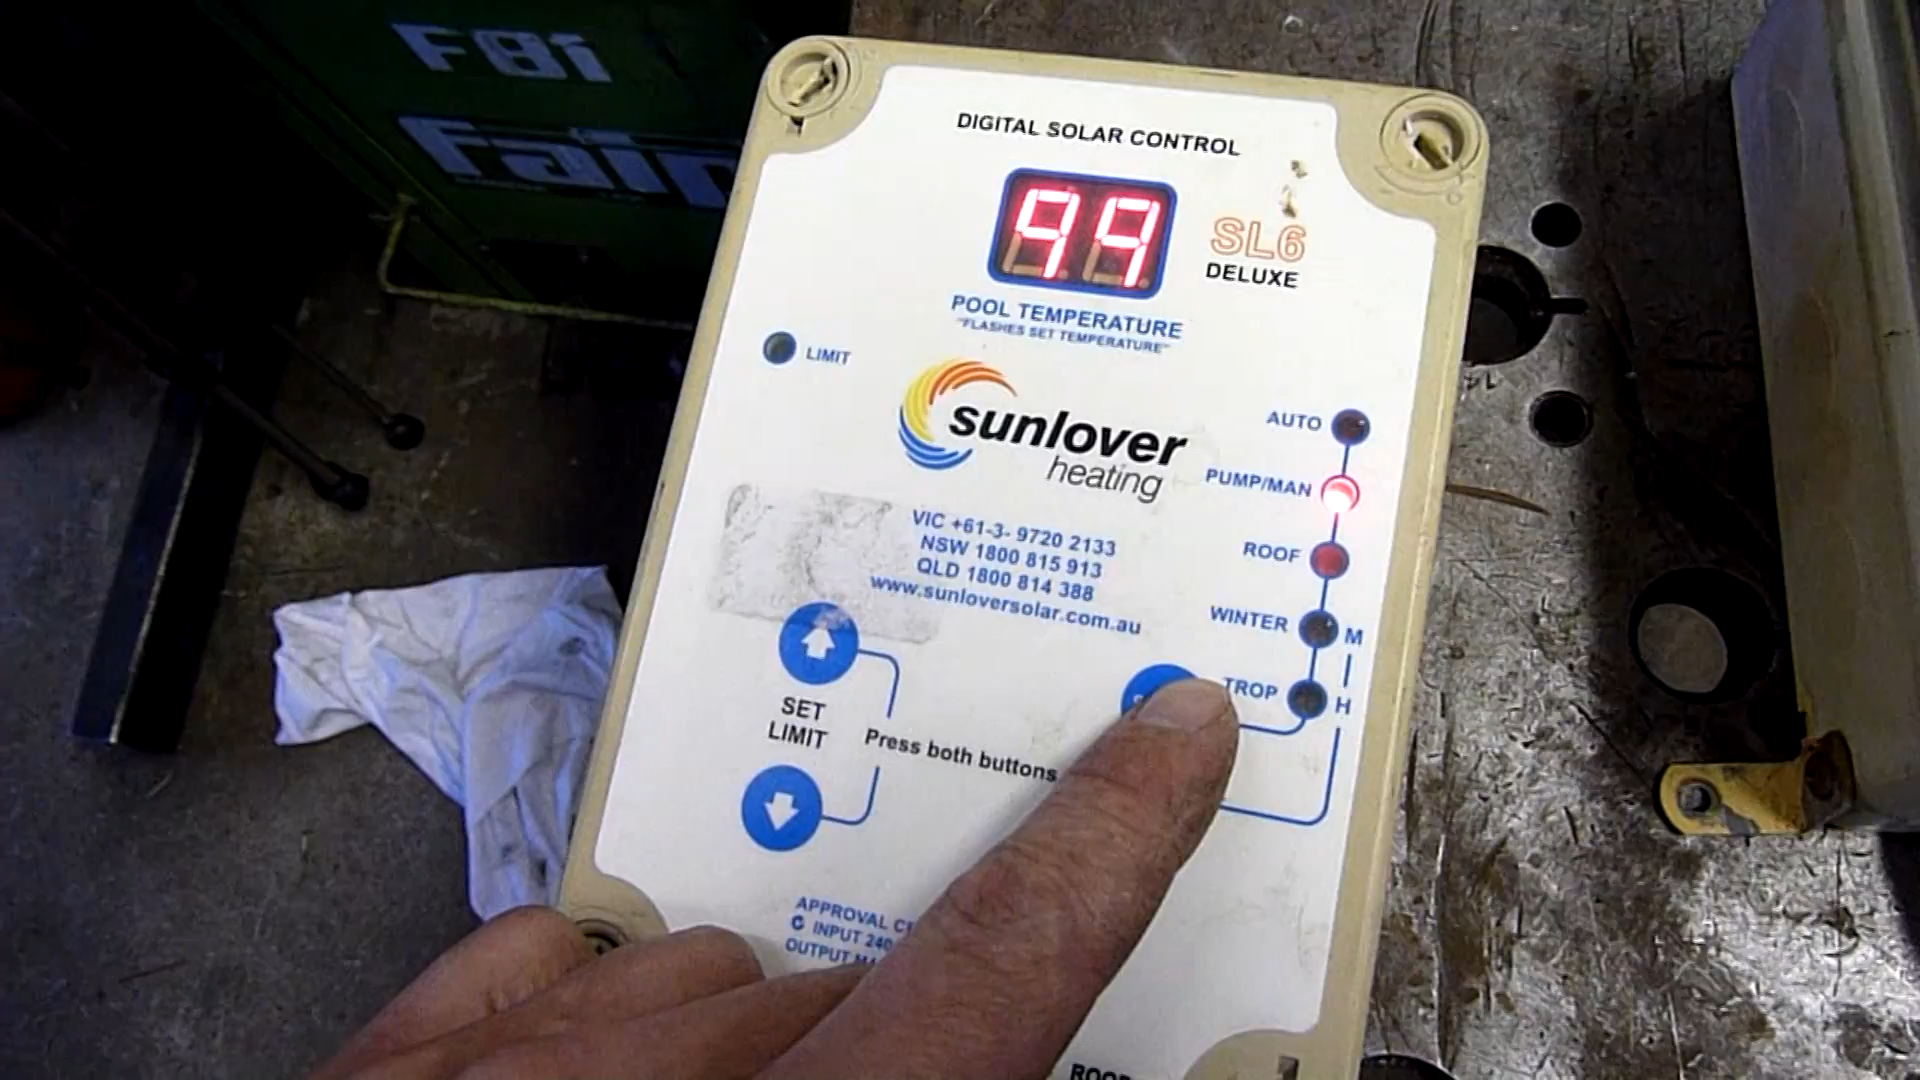 F81
DIGITAL SOLAR CONTROL
99
SL6
DELUXE
POOL TEMPERATURE
"FLASHES SET TEMPERATURE"
LIMIT
sunlover
heating
AUTO
PUMP/MAN
ROOF
WINTER M
TROP H
VIC +61-3- 9720 2133
NSW 1800 815 913
QLD 1800 814 388
www.sunloversolar.com.au
SET
LIMIT
Press both buttons
APPROVAL
INPUT 240
OUTPUT
14